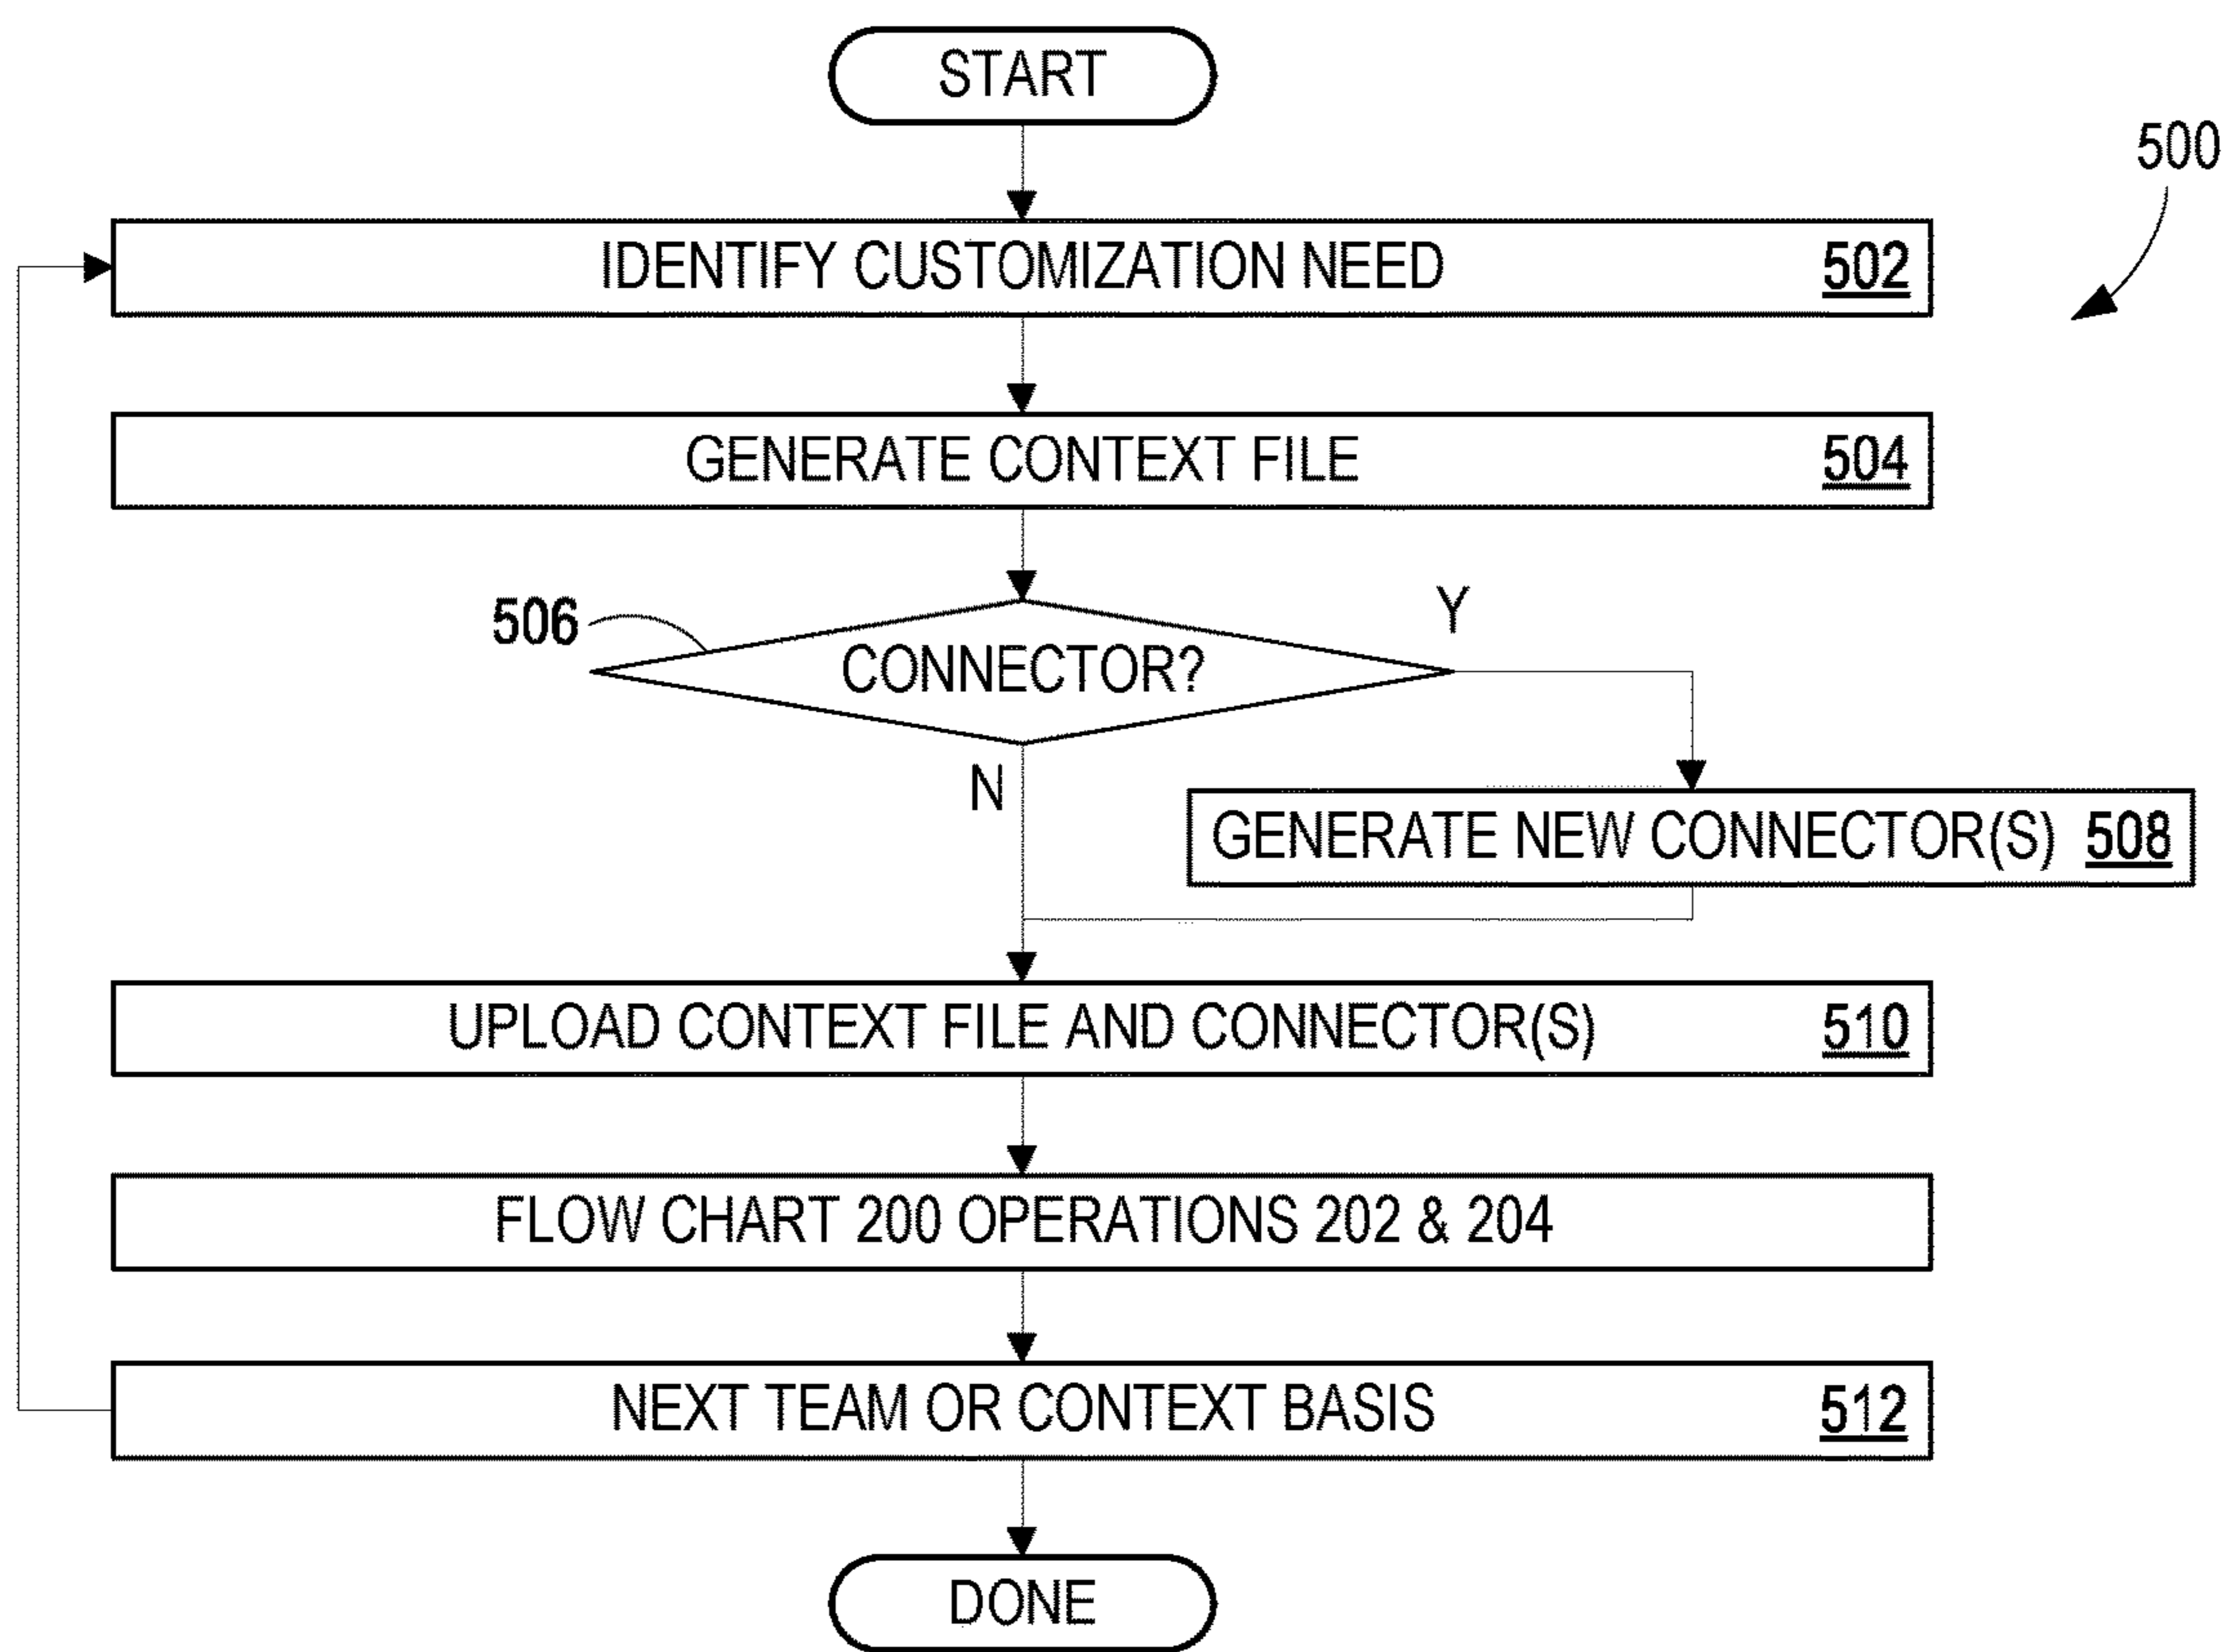 START
500
IDENTIFY CUSTOMIZATION NEED 502
GENERATE CONTEXT FILE 504
506
CONNECTOR?
Y
N
GENERATE NEW CONNECTOR(S) 508
UPLOAD CONTEXT FILE AND CONNECTOR(S) 510
FLOW CHART 200 OPERATIONS 202 & 204
NEXT TEAM OR CONTEXT BASIS 512
DONE